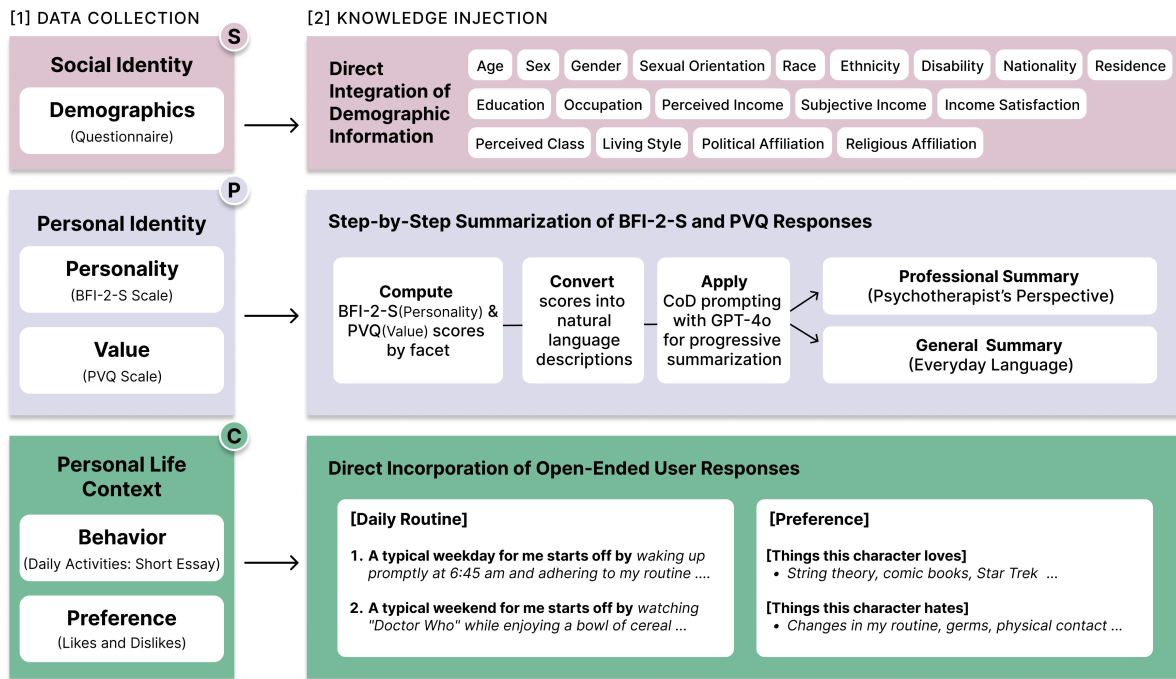 [1] DATA COLLECTION
[2] KNOWLEDGE INJECTION
S
Social Identity
Demographics
(Questionnaire)
Direct
Integration of
Demographic
Information
Age Sex Gender Sexual Orientation Race Ethnicity Disability Nationality Residence
Education Occupation Perceived Income Subjective Income Income Satisfaction
Perceived Class Living Style Political Affiliation Religious Affiliation
P
Personal Identity
Personality
(BFI-2-S Scale)
Value
(PVQ Scale)
Step-by-Step Summarization of BFI-2-S and PVQ Responses
Compute
BFI-2-S(Personality) &
PVQ(Value) scores
by facet
Convert
scores into
natural
language
descriptions
Apply
CoD prompting
with GPT-4o
for progressive
summarization
Professional Summary
(Psychotherapist's Perspective)
General Summary
(Everyday Language)
C
Personal Life
Context
Behavior
(Daily Activities: Short Essay)
Preference
(Likes and Dislikes)
Direct Incorporation of Open-Ended User Responses
[Daily Routine]
1. A typical weekday for me starts off by waking up
promptly at 6:45 am and adhering to my routine ....
2. A typical weekend for me starts off by watching
"Doctor Who" while enjoying a bowl of cereal ...
[Preference]
[Things this character loves]
• String theory, comic books, Star Trek ...
[Things this character hates]
• Changes in my routine, germs, physical contact ...